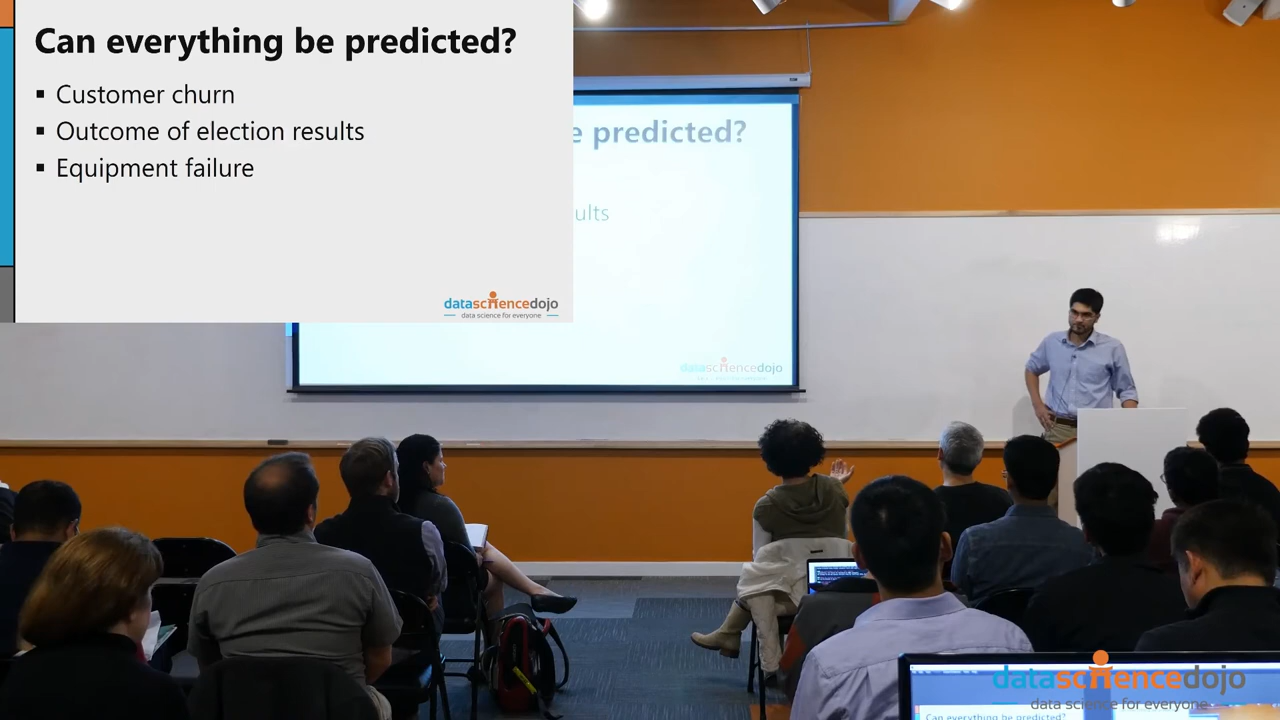 Can everything be predicted?
▪ Customer churn
▪ Outcome of election results
▪ Equipment failure
datasciencedojo
data science for everyone
e predicted?
ults
datasciencedojo
datasciencedojo
data science for everyone
Can everything be predicted?